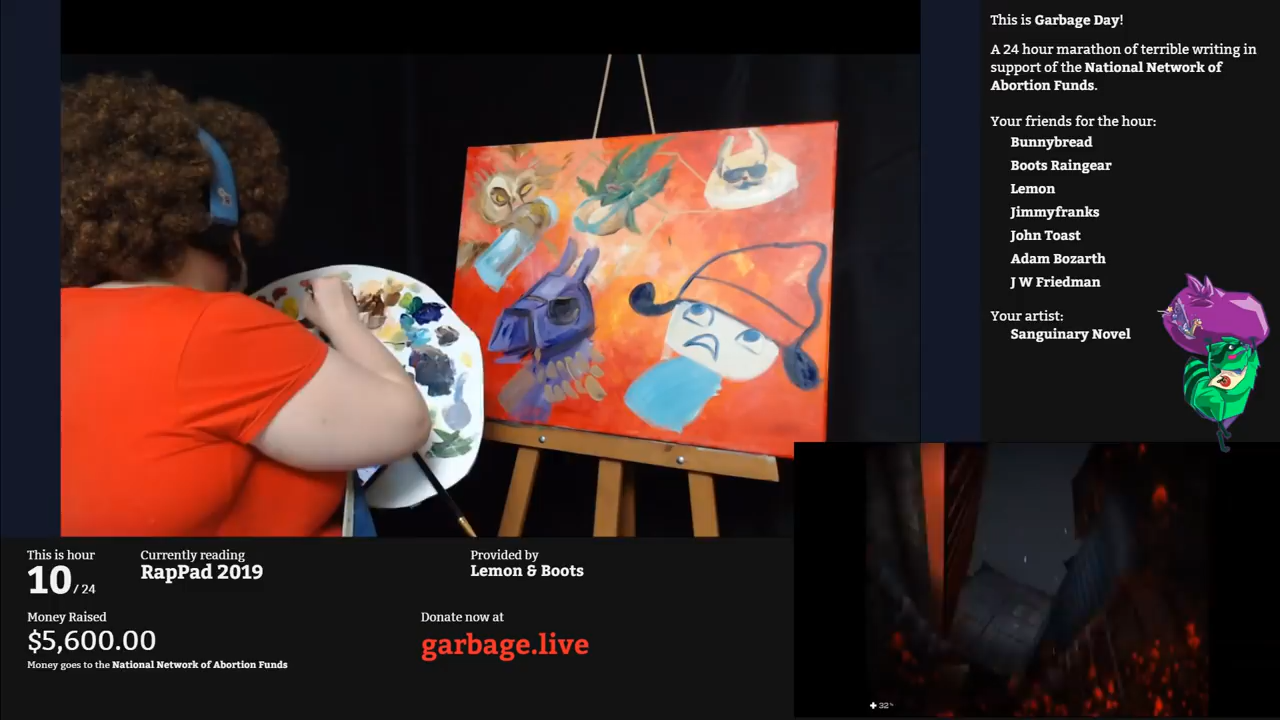 This is Garbage Day!
A 24 hour marathon of terrible writing in
support of the National Network of
Abortion Funds.
Your friends for the hour:
Bunnybread
Boots Raingear
Lemon
Jimmyfranks
John Toast
Adam Bozarth
J W Friedman
Your artist:
Sanguinary Novel
This is hour
10 / 24
Currently reading
RapPad 2019
Provided by
Lemon & Boots
Money Raised
$5,600.00
Money goes to the National Network of Abortion Funds
Donate now at
garbage.live
32